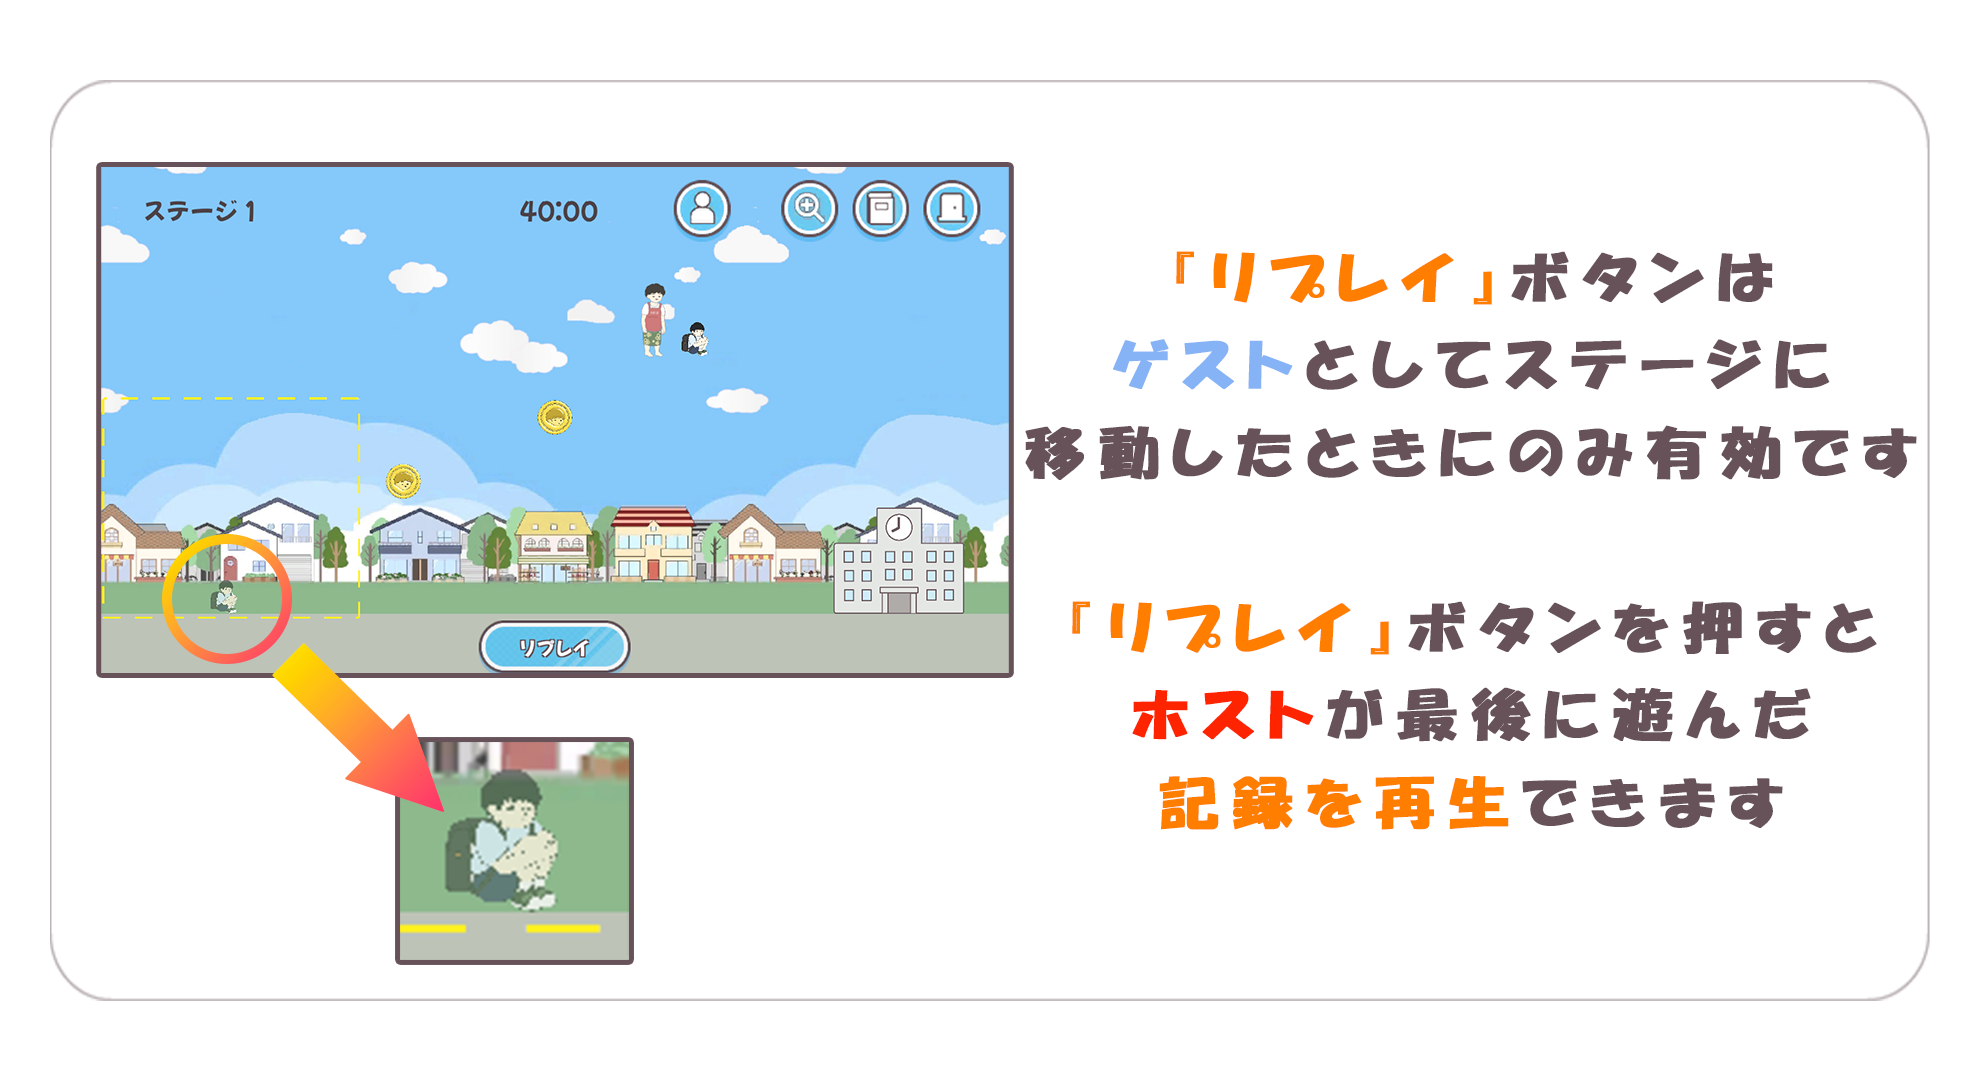 ステージ 1
40:00
リプレイ
『リプレイ』ボタンは
ゲストとしてステージに
移動したときにのみ有効です
『リプレイ』ボタンを押すと
ホストが最後に遊んだ
記録を再生できます